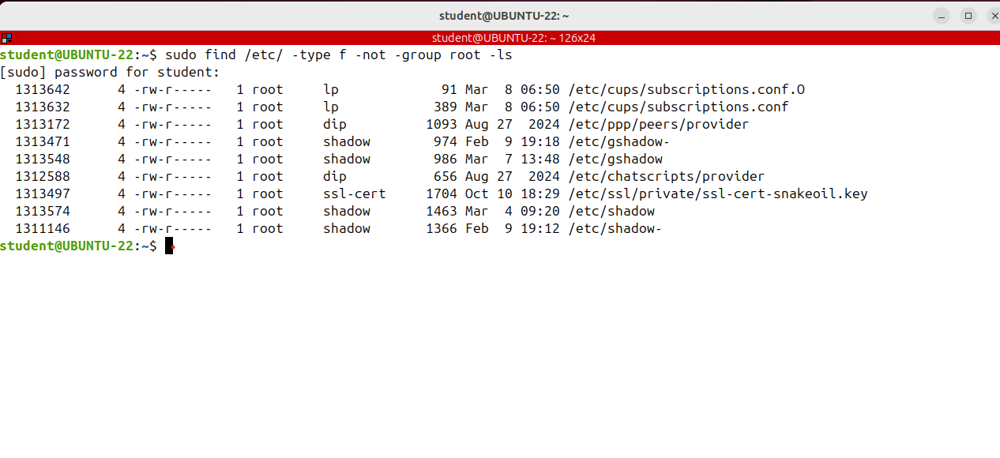 student@UBUNTU-22: ~
student@UBUNTU-22: ~ 126x24
student@UBUNTU-22:~$ sudo find /etc/ -type f -not -group root -ls
[sudo] password for student:
  1313642      4 -rw-r-----   1 root     lp             91 Mar  8 06:50 /etc/cups/subscriptions.conf.O
  1313632      4 -rw-r-----   1 root     lp            389 Mar  8 06:50 /etc/cups/subscriptions.conf
  1313172      4 -rw-r-----   1 root     dip          1093 Aug 27  2024 /etc/ppp/peers/provider
  1313471      4 -rw-r-----   1 root     shadow        974 Feb  9 19:18 /etc/gshadow-
  1313548      4 -rw-r-----   1 root     shadow        986 Mar  7 13:48 /etc/gshadow
  1312588      4 -rw-r-----   1 root     dip           656 Aug 27  2024 /etc/chatscripts/provider
  1313497      4 -rw-r-----   1 root     ssl-cert     1704 Oct 10 18:29 /etc/ssl/private/ssl-cert-snakeoil.key
  1313574      4 -rw-r-----   1 root     shadow       1463 Mar  4 09:20 /etc/shadow
  1311146      4 -rw-r-----   1 root     shadow       1366 Feb  9 19:12 /etc/shadow-
student@UBUNTU-22:~$